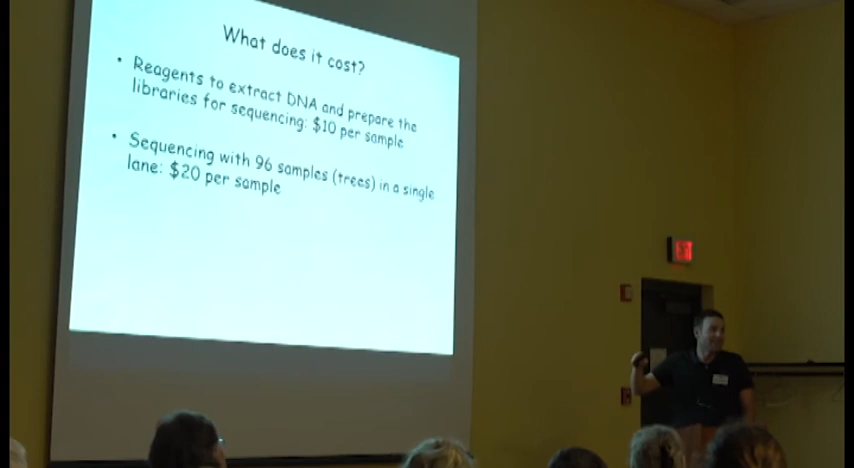 What does it cost?
• Reagents to extract DNA and prepare the
libraries for sequencing: $10 per sample
• Sequencing with 96 samples (trees) in a single
lane: $20 per sample